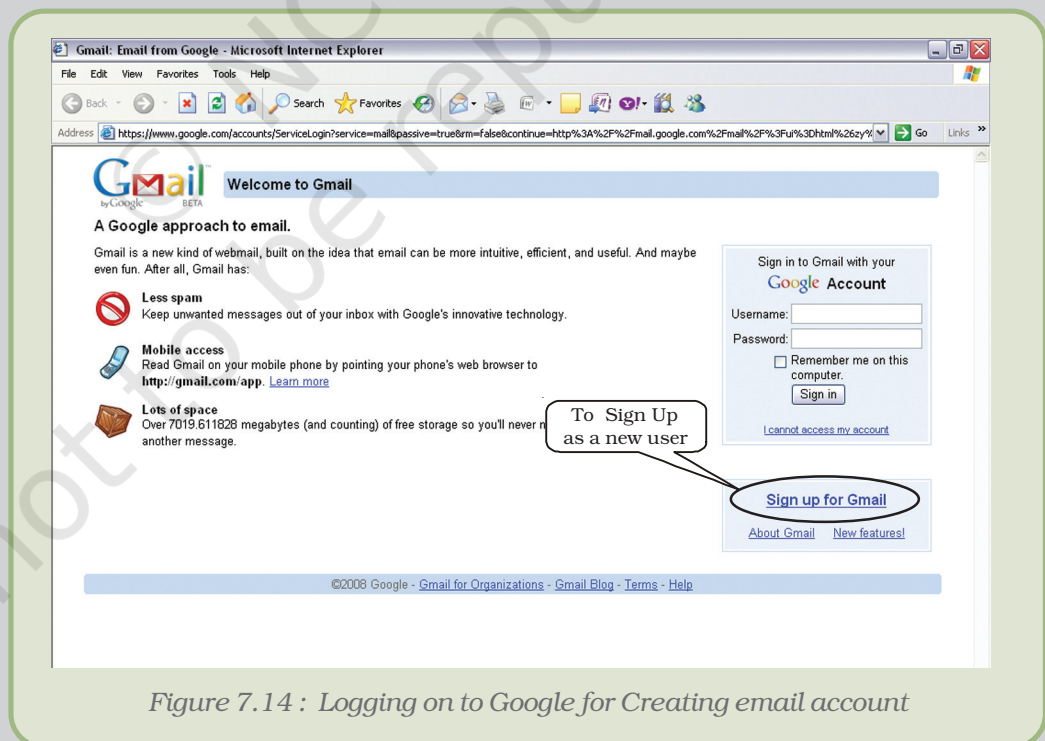 © NC
not to be repu
Gmail: Email from Google - Microsoft Internet Explorer
File Edit View Favorites Tools Help
Back Search Favorites
Address https://www.google.com/accounts/ServiceLogin?service=mail&passive=true&rm=false&continue=http%3A%2F%2Fmail.google.com%2Fmail%2F%3Fui%3Dhtml%26zy% Go Links »
Gmail™
by Google BETA
Welcome to Gmail
A Google approach to email.
Gmail is a new kind of webmail, built on the idea that email can be more intuitive, efficient, and useful. And maybe
even fun. After all, Gmail has:
Less spam
Keep unwanted messages out of your inbox with Google's innovative technology.
Mobile access
Read Gmail on your mobile phone by pointing your phone's web browser to
http://gmail.com/app. Learn more
Lots of space
Over 7019.611828 megabytes (and counting) of free storage so you'll never n
another message.
Sign in to Gmail with your
Google Account
Username:
Password:
Remember me on this
computer.
Sign in
I cannot access my account
To Sign Up
as a new user
Sign up for Gmail
About Gmail New features!
©2008 Google - Gmail for Organizations - Gmail Blog - Terms - Help
Figure 7.14 : Logging on to Google for Creating email account